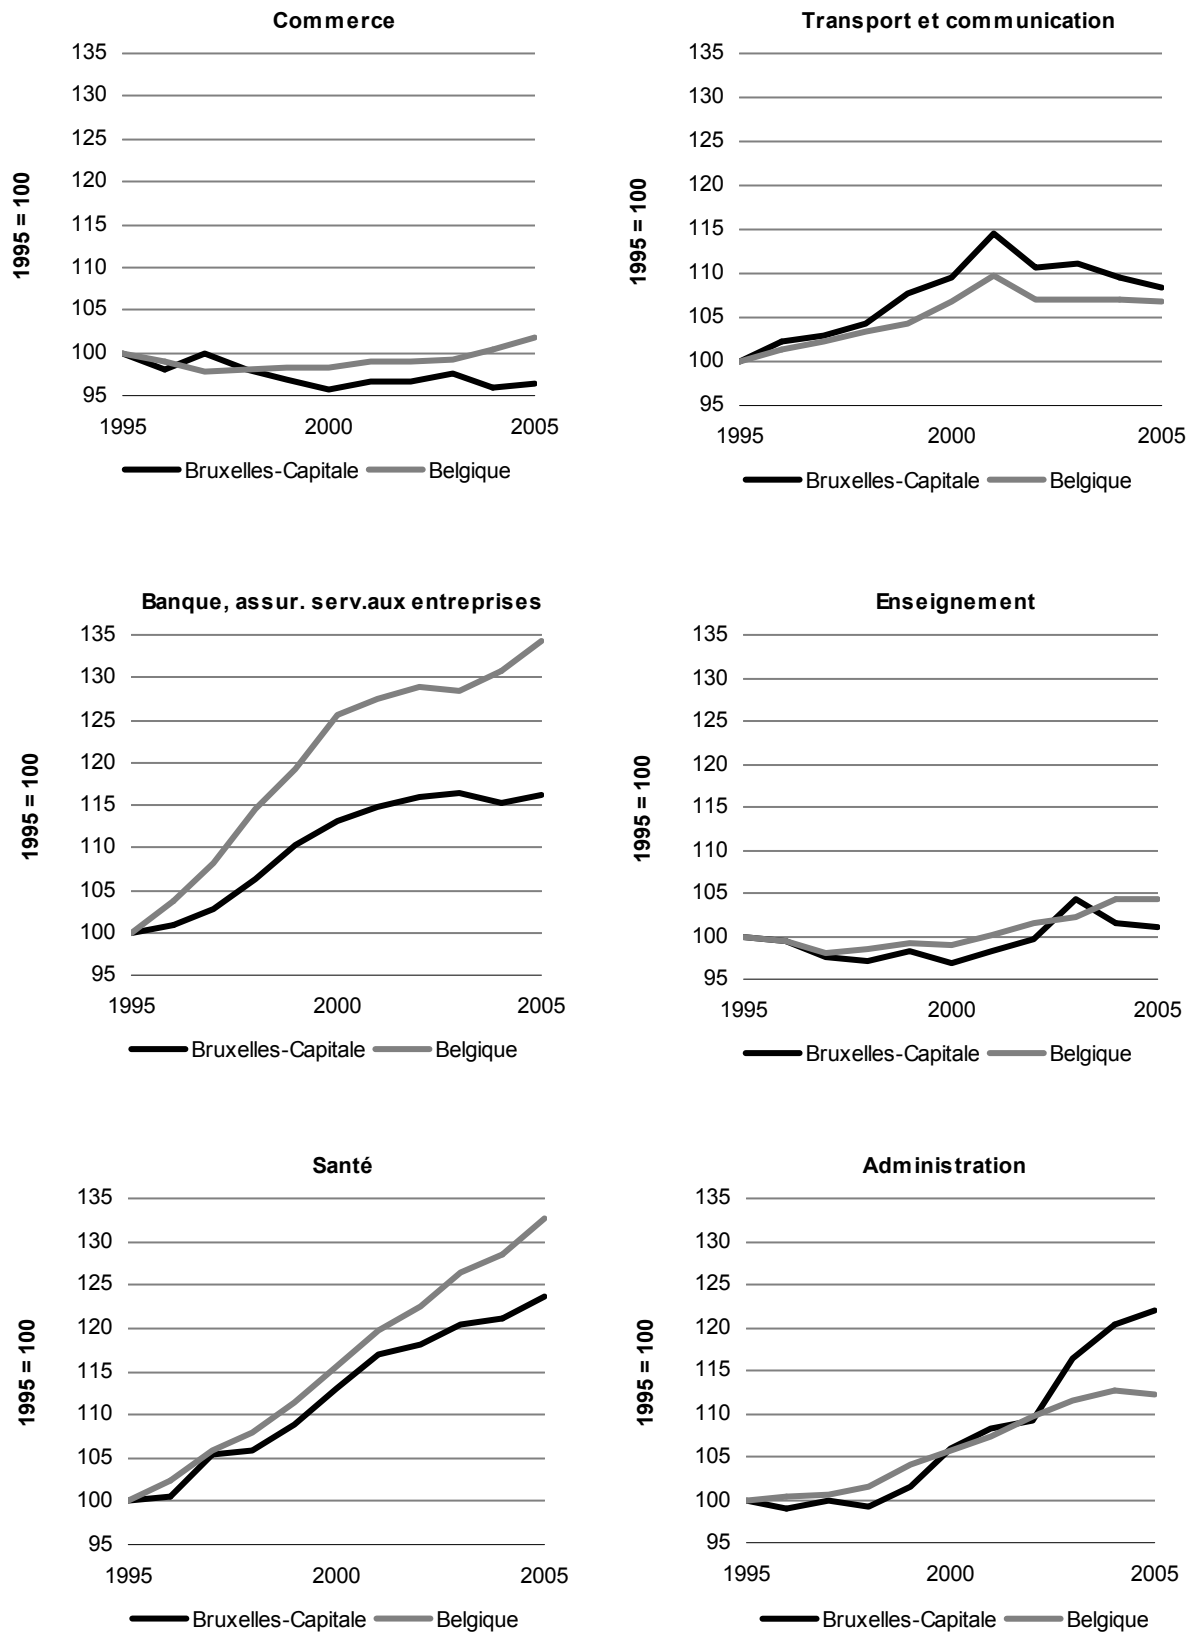 Commerce
135
130
125
120
115
110
105
100
95
1995 = 100
1995 2000 2005
Bruxelles-Capitale Belgique
Transport et communication
135
130
125
120
115
110
105
100
95
1995 = 100
1995 2000 2005
Bruxelles-Capitale Belgique
Banque, assur. serv.aux entreprises
135
130
125
120
115
110
105
100
95
1995 = 100
1995 2000 2005
Bruxelles-Capitale Belgique
Enseignement
135
130
125
120
115
110
105
100
95
1995 = 100
1995 2000 2005
Bruxelles-Capitale Belgique
Santé
135
130
125
120
115
110
105
100
95
1995 = 100
1995 2000 2005
Bruxelles-Capitale Belgique
Administration
135
130
125
120
115
110
105
100
95
1995 = 100
1995 2000 2005
Bruxelles-Capitale Belgique